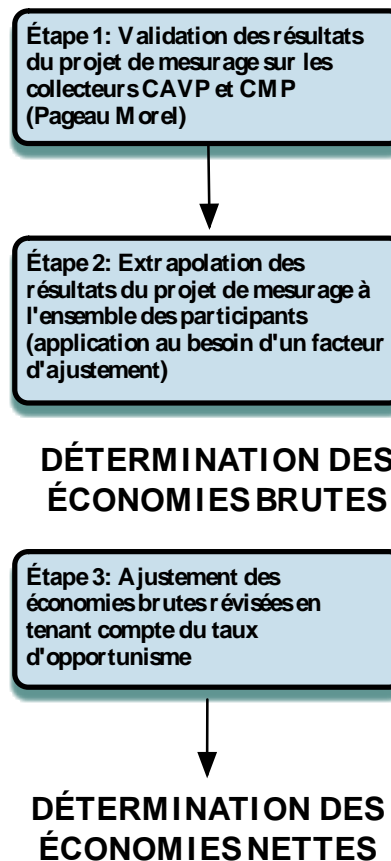 Étape 1: Validation des résultats
du projet de mesurage sur les
collecteurs CAVP et CMP
(Pageau Morel)
Étape 2: Extrapolation des
résultats du projet de mesurage à
l'ensemble des participants
(application au besoin d'un facteur
d'ajustement)
DÉTERMINATION DES
ÉCONOMIES BRUTES
Étape 3: Ajustement des
économies brutes révisées en
tenant compte du taux
d'opportunisme
DÉTERMINATION DES
ÉCONOMIES NETTES